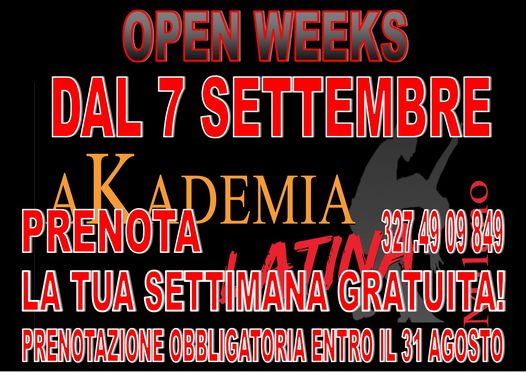 OPEN WEEKS
DAL 7 SETTEMBRE
AKADEMIA
PRENOTA 327.49 09 849
LATINA
LA TUA SETTIMANA GRATUITA!
PRENOTAZIONE OBBLIGATORIA ENTRO IL 31 AGOSTO